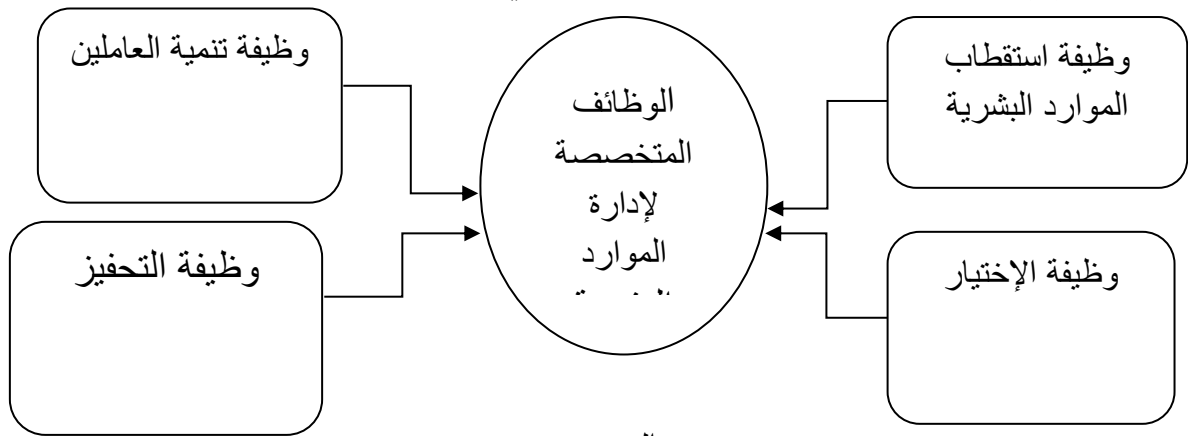 وظيفة استقطاب
الموارد البشرية
وظيفة تنمية العاملين
الوظائف
المتخصصة
لإدارة
الموارد
وظيفة الإختيار
وظيفة التحفيز